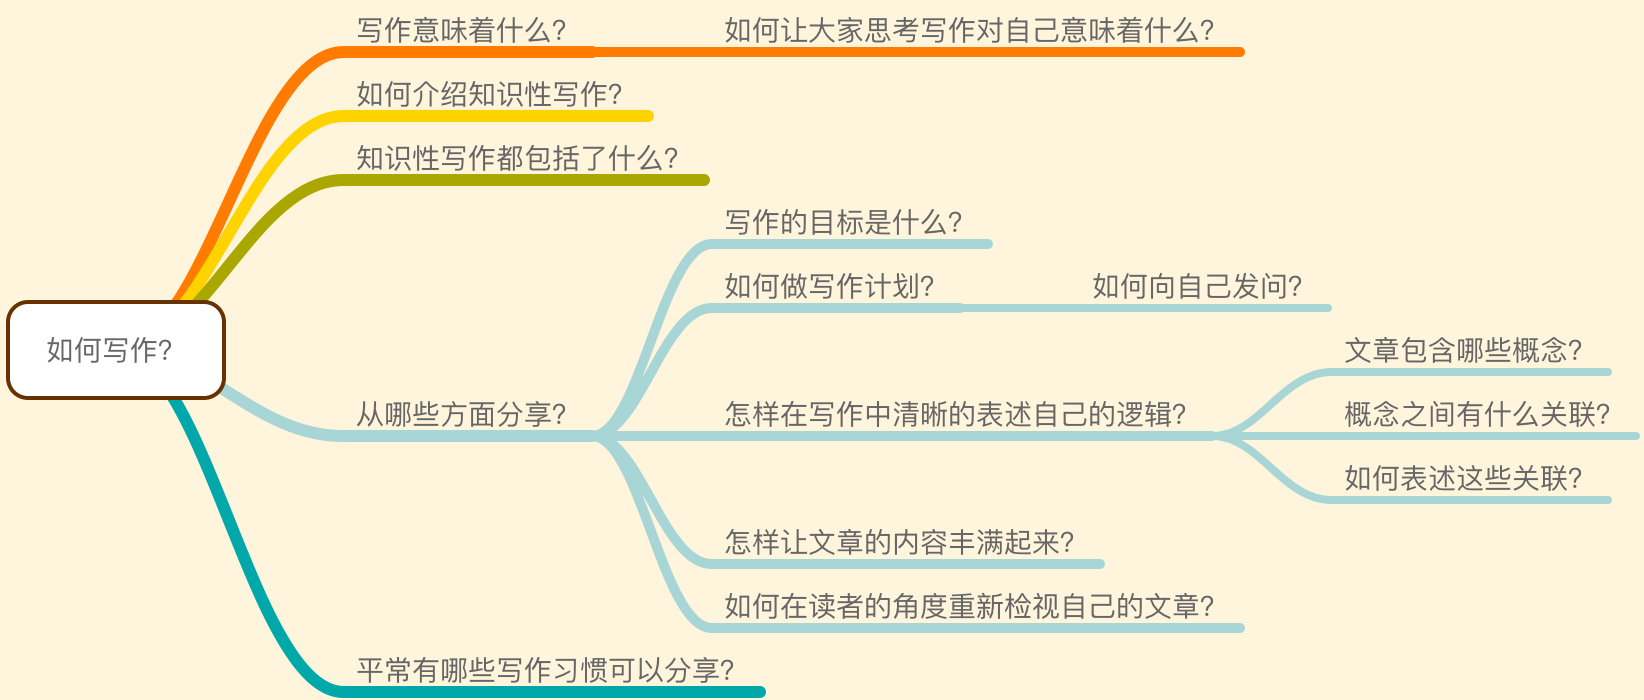 写作意味着什么?
如何让大家思考写作对自己意味着什么?
如何介绍知识性写作?
知识性写作都包括了什么?
写作的目标是什么?
如何做写作计划?
如何向自己发问?
如何写作?
文章包含哪些概念?
从哪些方面分享?
怎样在写作中清晰的表述自己的逻辑?
概念之间有什么关联?
如何表述这些关联?
怎样让文章的内容丰满起来?
如何在读者的角度重新检视自己的文章?
平常有哪些写作习惯可以分享?